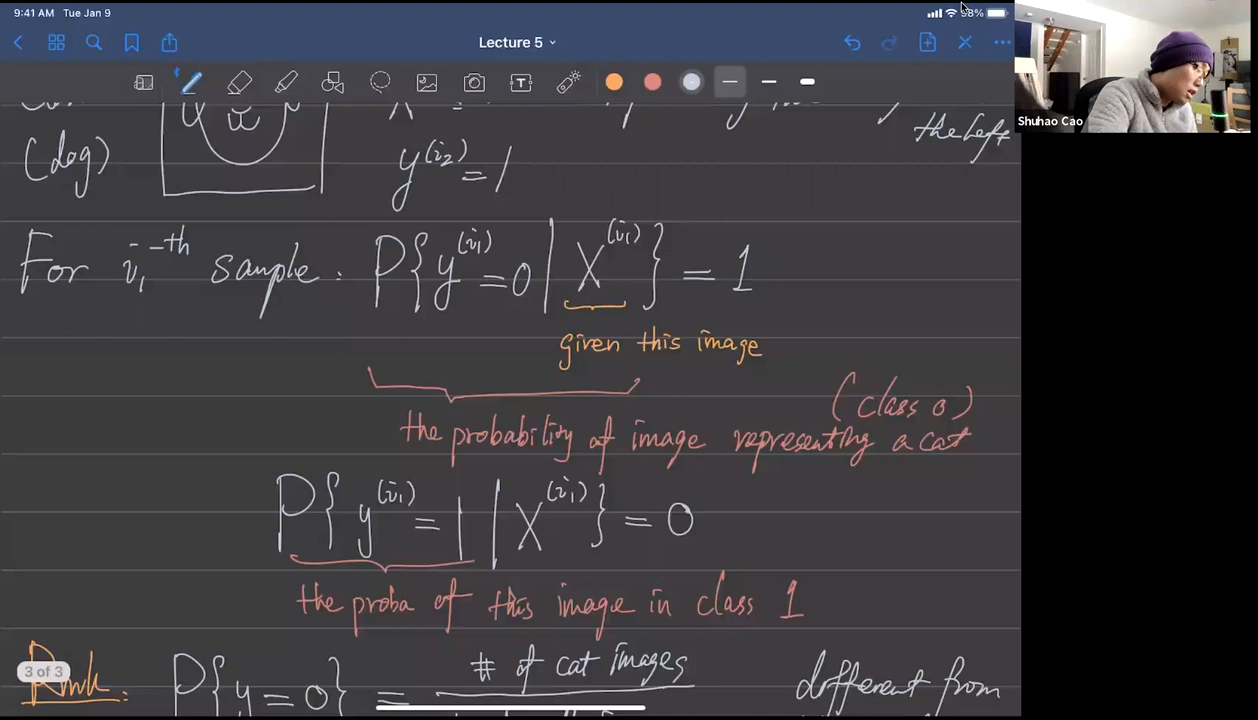 9:41 AM Tue Jan 9
98%
Lecture 5
Shuhao Cao
the left
(dog)
y^(i₂) = 1
For i₁-th sample. P{y^(i₁) = 0 | X^(i₁)} = 1
given this image
(class 0)
the probability of image representing a cat
P{y^(i₁) = 1 | X^(i₁)} = 0
the proba of this image in class 1
3 of 3
Rmk:
# of cat images
P{y = 0} =
different from